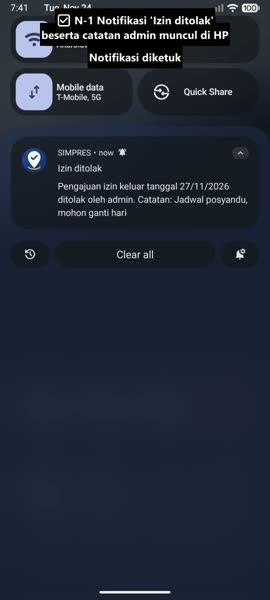 7:41 Tue, Nov 24 100
☑ N-1 Notifikasi 'Izin ditolak'
beserta catatan admin muncul di HP
Notifikasi diketuk
Mobile data
T-Mobile, 5G
Quick Share
SIMPRES • now
Izin ditolak
Pengajuan izin keluar tanggal 27/11/2026
ditolak oleh admin. Catatan: Jadwal posyandu,
mohon ganti hari
Clear all